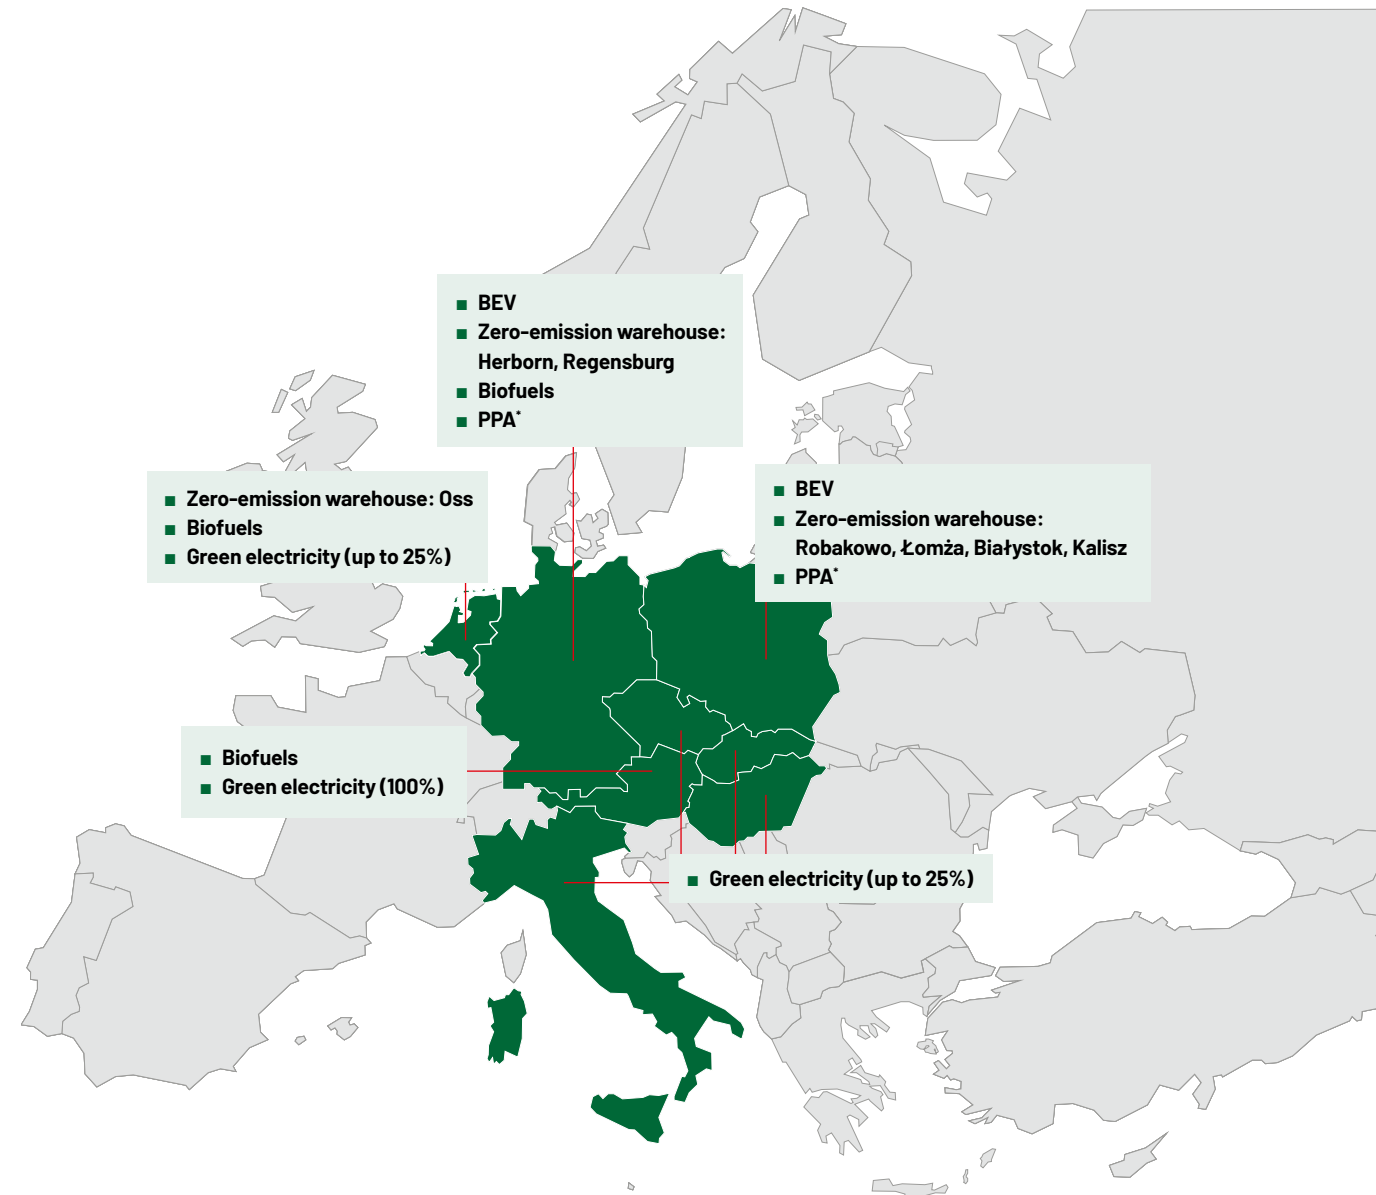 BEV
Zero-emission warehouse:
Herborn, Regensburg
Biofuels
PPA*
Zero-emission warehouse: Oss
Biofuels
Green electricity (up to 25%)
BEV
Zero-emission warehouse:
Robakowo, Łomża, Białystok, Kalisz
PPA*
Biofuels
Green electricity (100%)
Green electricity (up to 25%)